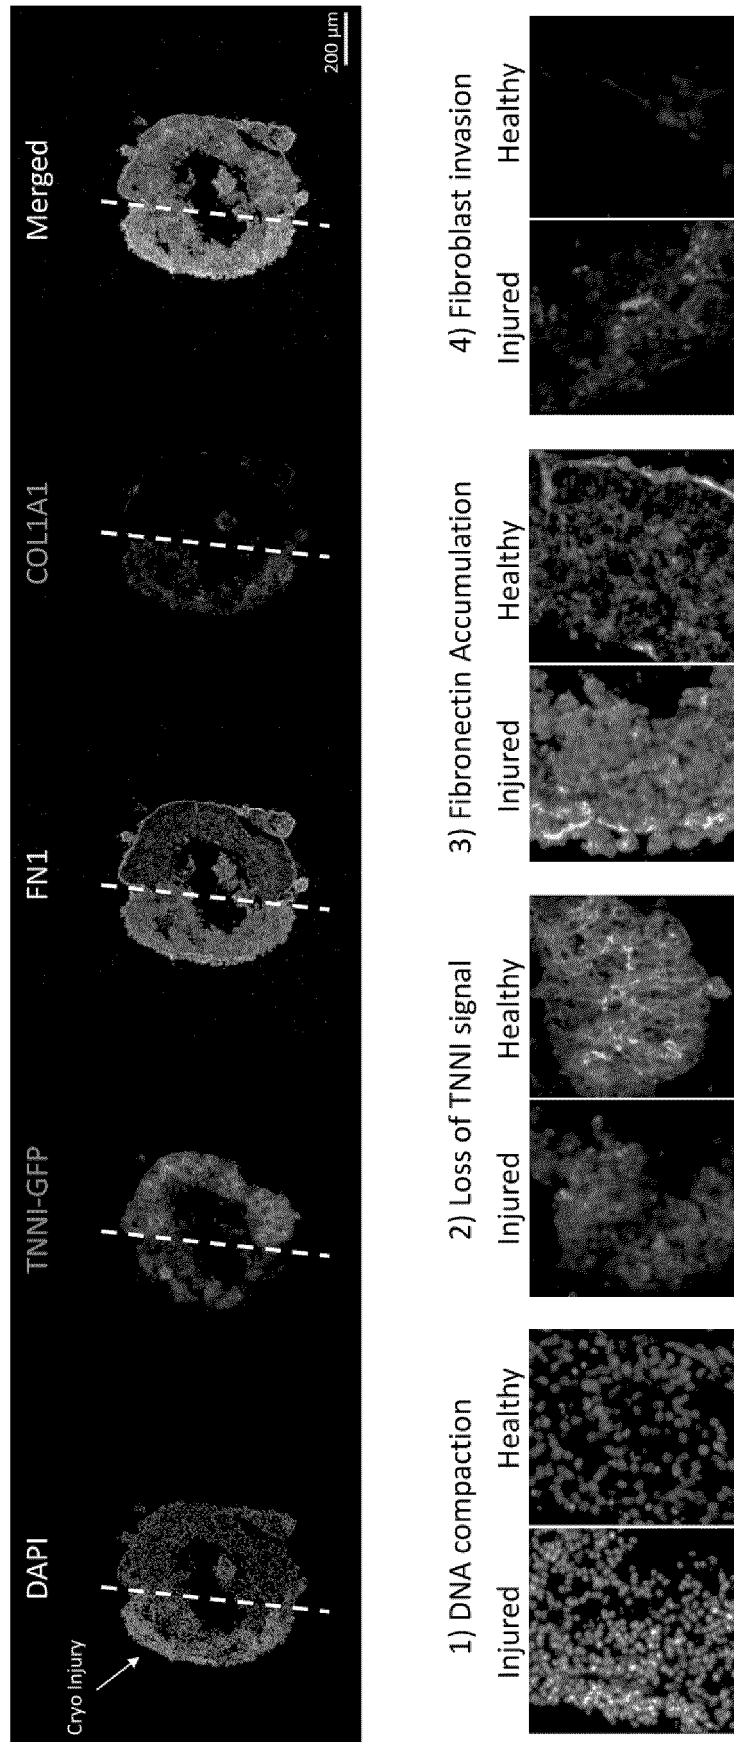 DAPI
TNNI-GFP
FN1
COL1A1
Merged
Cryo Injury
200 µm
1) DNA compaction
Injured Healthy
2) Loss of TNNI signal
Injured Healthy
3) Fibronectin Accumulation
Injured Healthy
4) Fibroblast invasion
Injured Healthy